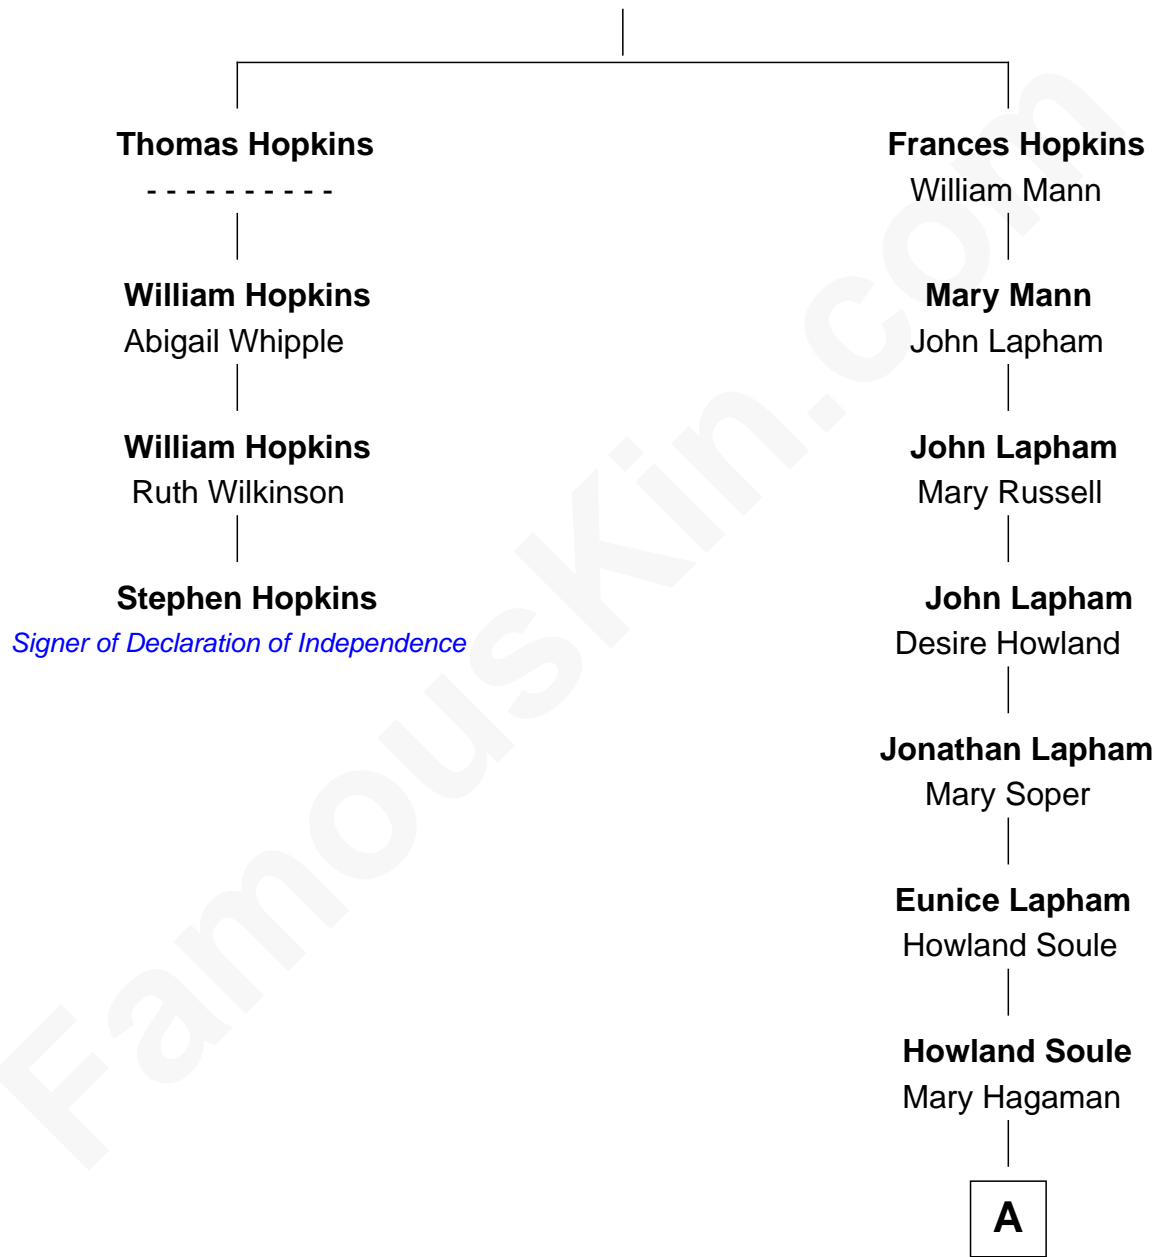 Thomas Hopkins
- - - - - - - - - -
William Hopkins
Abigail Whipple
William Hopkins
Ruth Wilkinson
Stephen Hopkins
Signer of Declaration of Independence
Frances Hopkins
William Mann
Mary Mann
John Lapham
John Lapham
Mary Russell
John Lapham
Desire Howland
Jonathan Lapham
Mary Soper
Eunice Lapham
Howland Soule
Howland Soule
Mary Hagaman
A
FamousKin.com